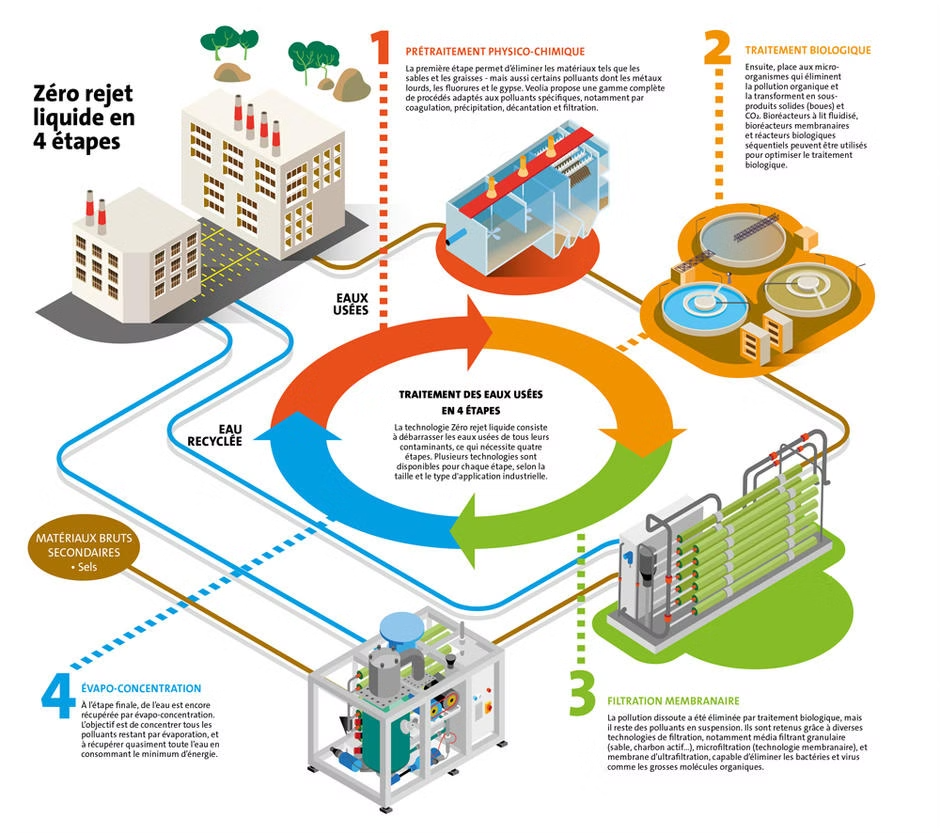 Zéro rejet
liquide en
4 étapes
1
PRÉTRAITEMENT PHYSICO-CHIMIQUE
La première étape permet d'éliminer les matériaux tels que les
sables et les graisses - mais aussi certains polluants dont les métaux
lourds, les fluorures et le gypse. Veolia propose une gamme complète
de procédés adaptés aux polluants spécifiques, notamment par
coagulation, précipitation, décantation et filtration.
2
TRAITEMENT BIOLOGIQUE
Ensuite, place aux micro-
organismes qui éliminent
la pollution organique et
la transforment en sous-
produits solides (boues) et
CO₂. Bioréacteurs à lit fluidisé,
bioréacteurs membranaires
et réacteurs biologiques
séquentiels peuvent être utilisés
pour optimiser le traitement
biologique.
EAUX
USÉES
TRAITEMENT DES EAUX USÉES
EN 4 ÉTAPES
La technologie Zéro rejet liquide consiste
à débarrasser les eaux usées de tous leurs
contaminants, ce qui nécessite quatre
étapes. Plusieurs technologies sont
disponibles pour chaque étape, selon la
taille et le type d'application industrielle.
EAU
RECYCLÉE
MATÉRIAUX BRUTS
SECONDAIRES
• Sels
4
ÉVAPO-CONCENTRATION
À l'étape finale, de l'eau est encore
récupérée par évapo-concentration.
L'objectif est de concentrer tous les
polluants restant par évaporation, et
à récupérer quasiment toute l'eau en
consommant le minimum d'énergie.
3
FILTRATION MEMBRANAIRE
La pollution dissoute a été éliminée par traitement biologique, mais
il reste des polluants en suspension. Ils sont retenus grâce à diverses
technologies de filtration, notamment média filtrant granulaire
(sable, charbon actif...), microfiltration (technologie membranaire), et
membrane d'ultrafiltration, capable d'éliminer les bactéries et virus
comme les grosses molécules organiques.